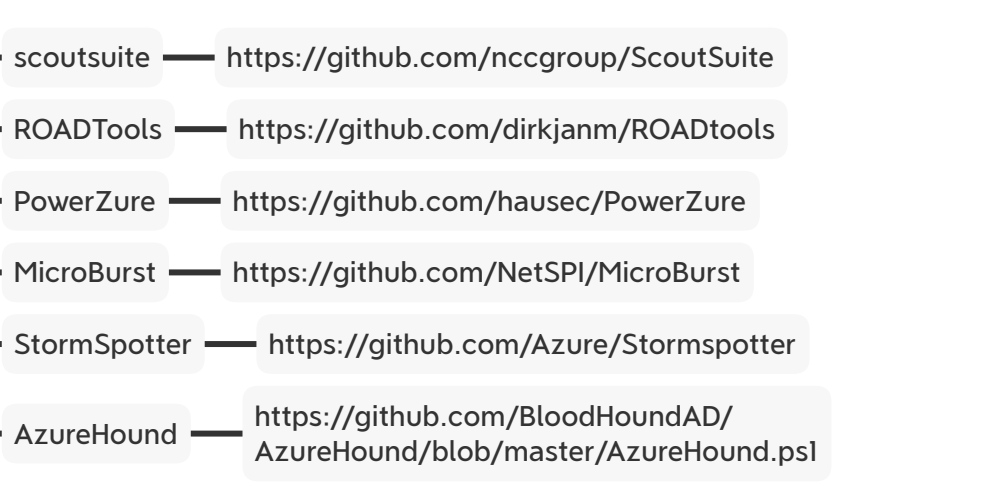 scoutsuite https://github.com/nccgroup/ScoutSuite
ROADTools https://github.com/dirkjanm/ROADtools
PowerZure https://github.com/hausec/PowerZure
MicroBurst https://github.com/NetSPI/MicroBurst
StormSpotter https://github.com/Azure/Stormspotter
AzureHound https://github.com/BloodHoundAD/
AzureHound/blob/master/AzureHound.ps1